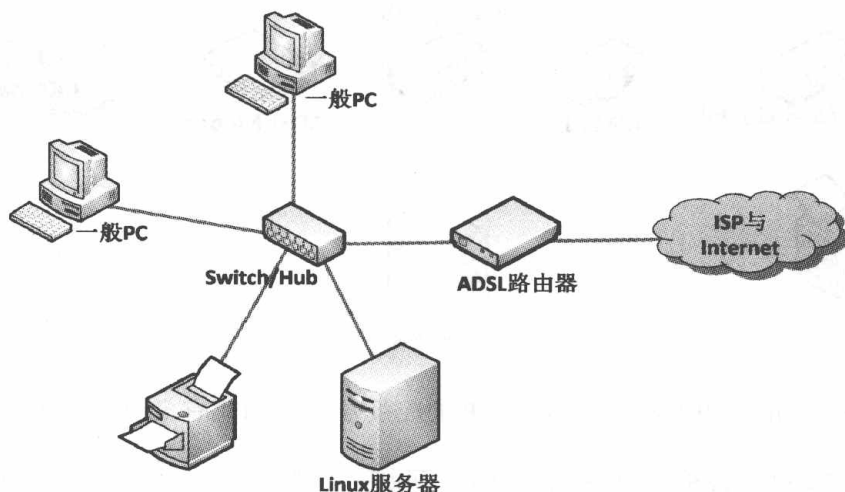 一般PC
一般PC
Switch/Hub
ADSL路由器
ISP与
Internet
Linux服务器